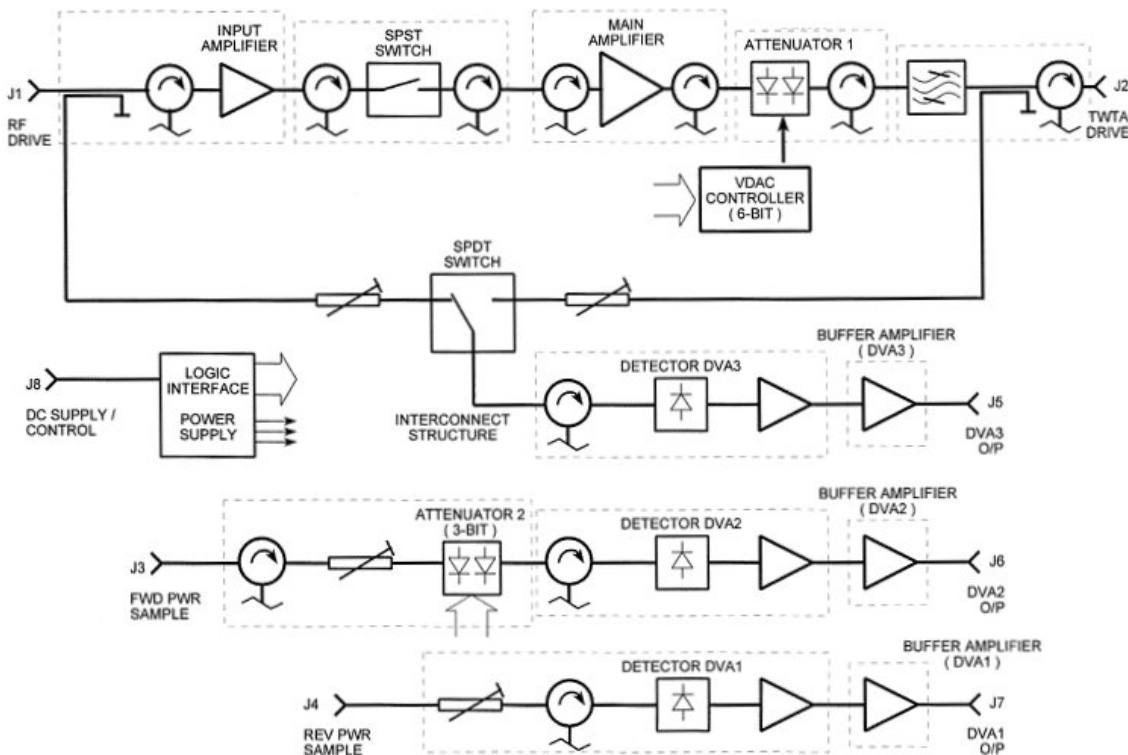 INPUT
AMPLIFIER
SPST
SWITCH
MAIN
AMPLIFIER
ATTENUATOR 1
J1
J2
RF
DRIVE
TWTA
DRIVE
VDAC
CONTROLLER
( 6-BIT )
SPDT
SWITCH
BUFFER AMPLIFIER
( DVA3 )
DETECTOR DVA3
J8
LOGIC
INTERFACE
POWER
SUPPLY
DC SUPPLY /
CONTROL
INTERCONNECT
STRUCTURE
J5
DVA3
O/P
BUFFER AMPLIFIER
( DVA2 )
ATTENUATOR 2
( 3-BIT )
DETECTOR DVA2
J3
J6
FWD PWR
SAMPLE
DVA2
O/P
BUFFER AMPLIFIER
( DVA1 )
DETECTOR DVA1
J4
J7
REV PWR
SAMPLE
DVA1
O/P